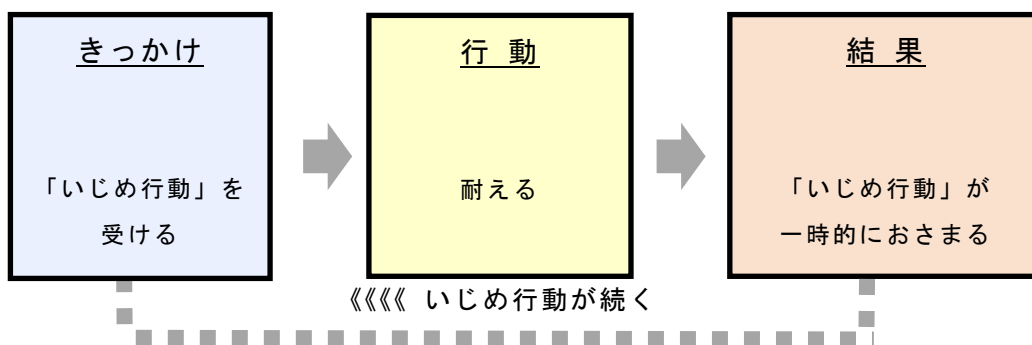 きっかけ
「いじめ行動」を
受ける
行 動
耐える
結 果
「いじめ行動」が
一時的におさまる
《《《《 いじめ行動が続く